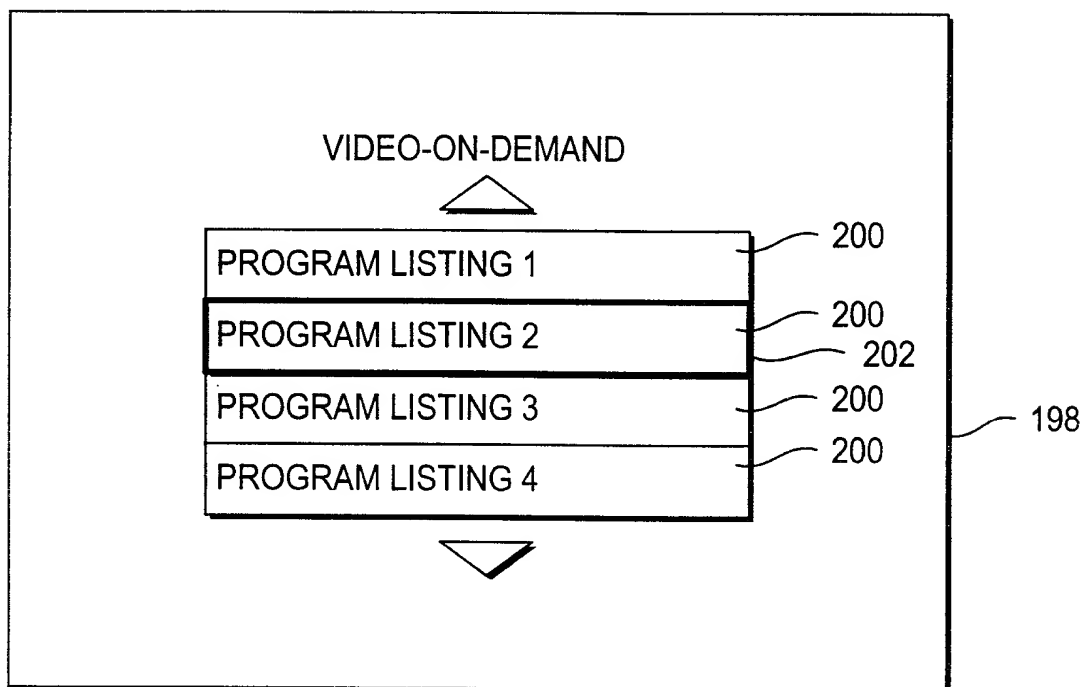 VIDEO-ON-DEMAND
PROGRAM LISTING 1
200
PROGRAM LISTING 2
200
202
PROGRAM LISTING 3
200
198
PROGRAM LISTING 4
200